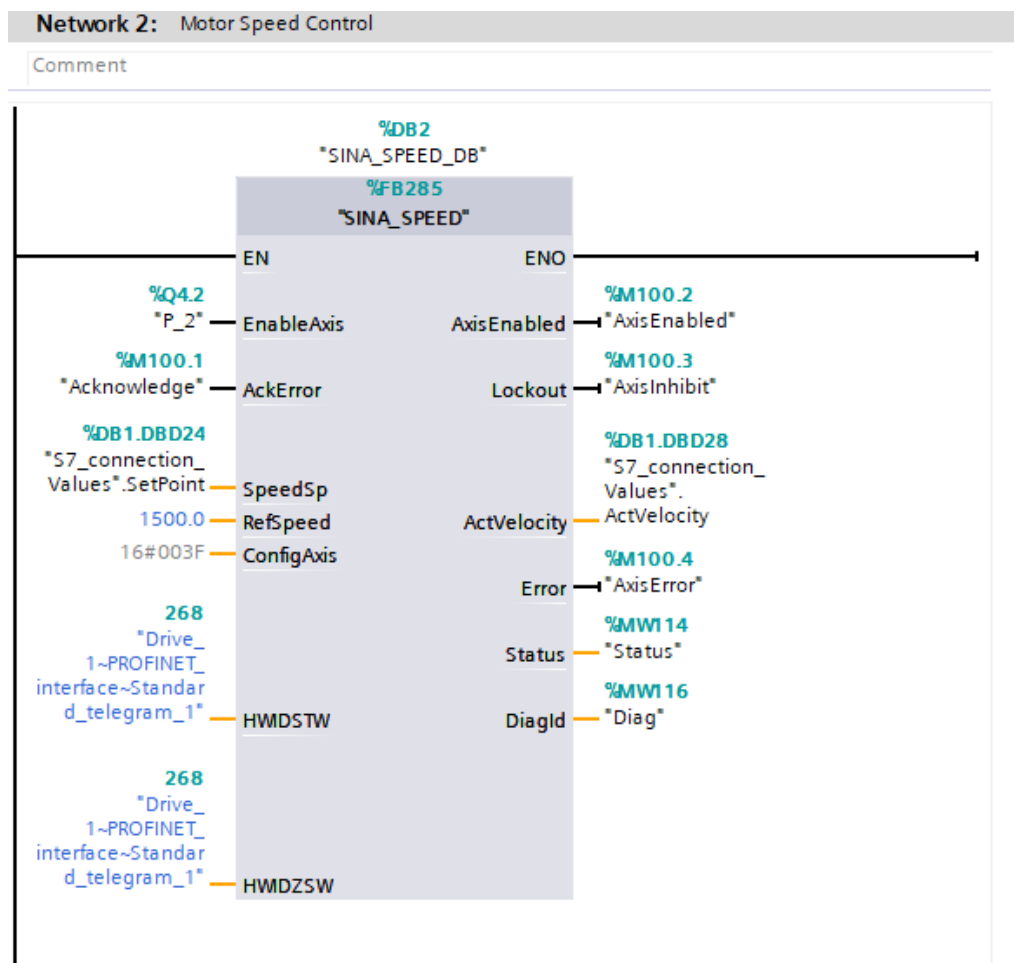 Network 2: Motor Speed Control
Comment
%DB2
"SINA_SPEED_DB"
%FB285
"SINA_SPEED"
EN
ENO
%Q4.2
"P_2"
EnableAxis
%M100.1
"Acknowledge"
AckError
%DB1.DBD24
"S7_connection_
Values".SetPoint
SpeedSp
1500.0
RefSpeed
16#003F
ConfigAxis
268
"Drive_
1~PROFINET_
interface~Standar
d_telegram_1"
HWIDSTW
268
"Drive_
1~PROFINET_
interface~Standar
d_telegram_1"
HWIDZSW
AxisEnabled
%M100.2
"AxisEnabled"
Lockout
%M100.3
"AxisInhibit"
ActVelocity
%DB1.DBD28
"S7_connection_
Values".
ActVelocity
Error
%M100.4
"AxisError"
Status
%MW114
"Status"
DiagId
%MW116
"Diag"